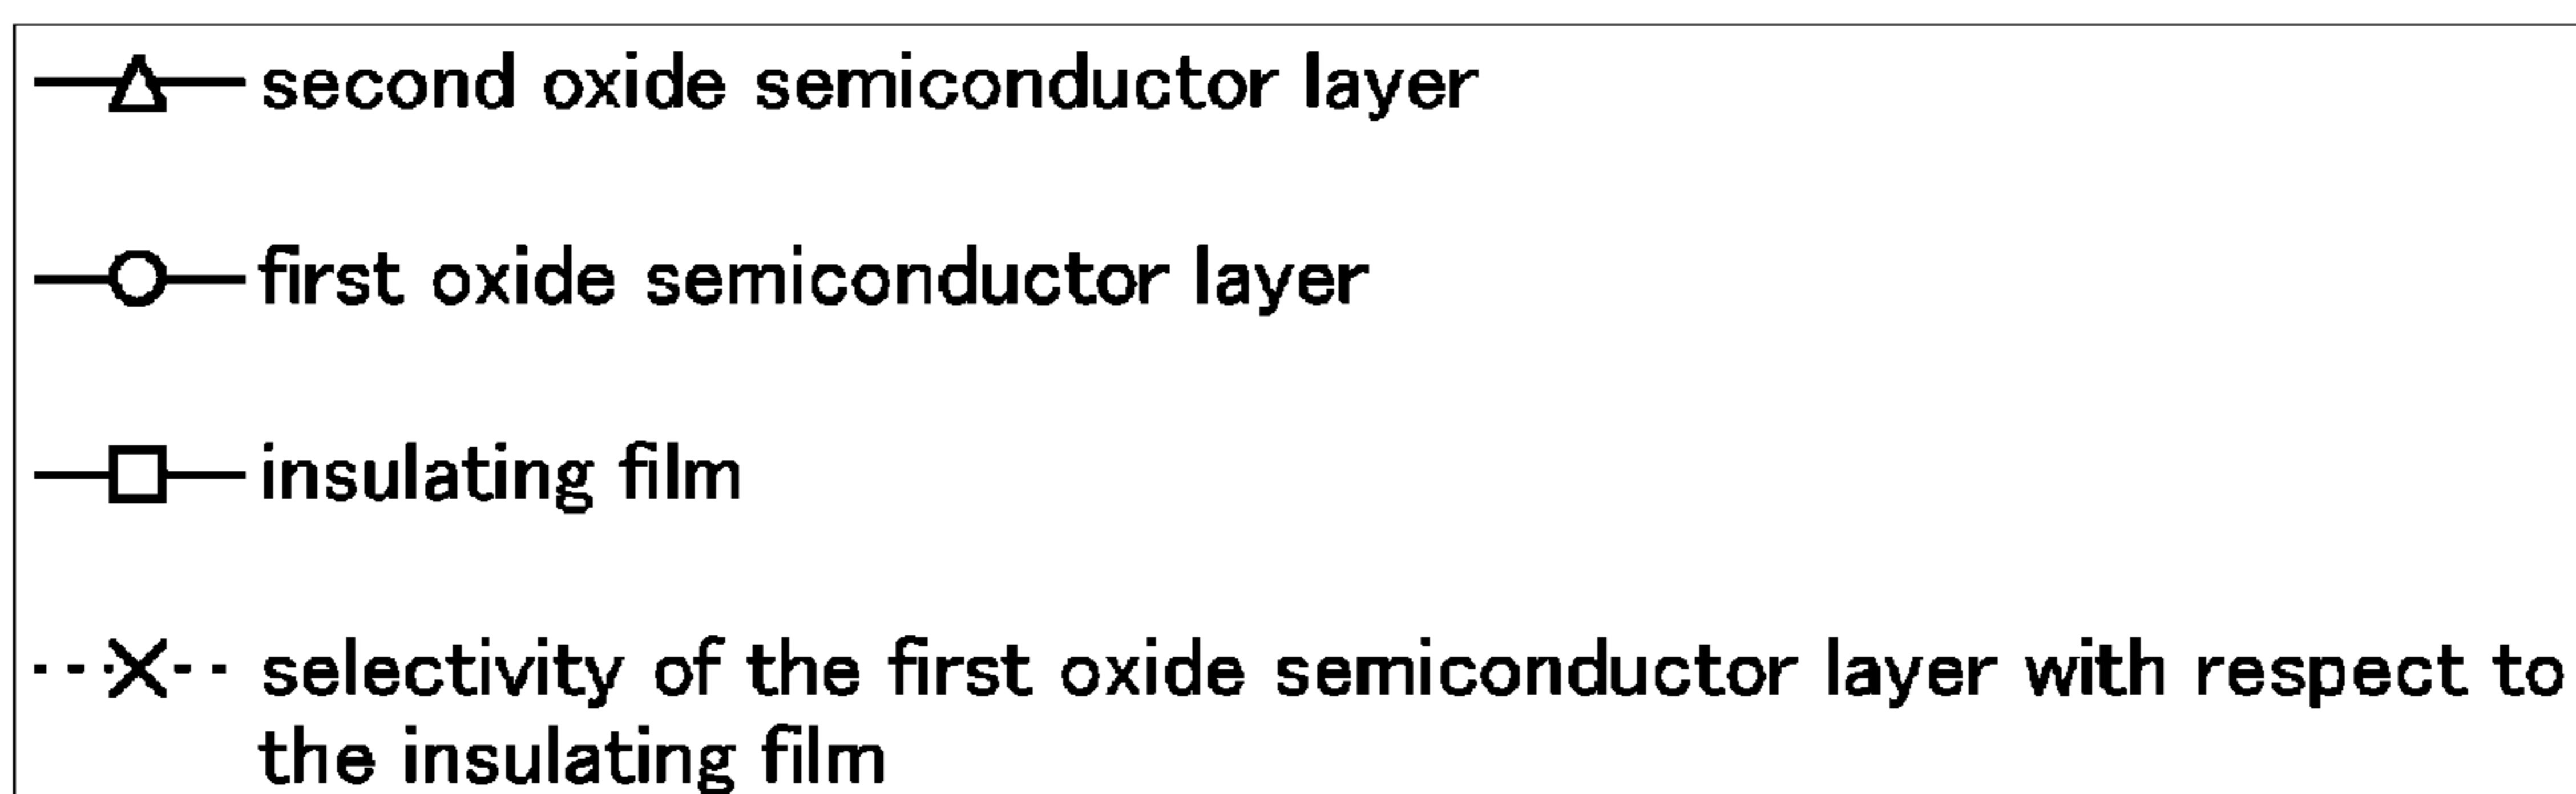 second oxide semiconductor layer
first oxide semiconductor layer
insulating film
selectivity of the first oxide semiconductor layer with respect to
the insulating film